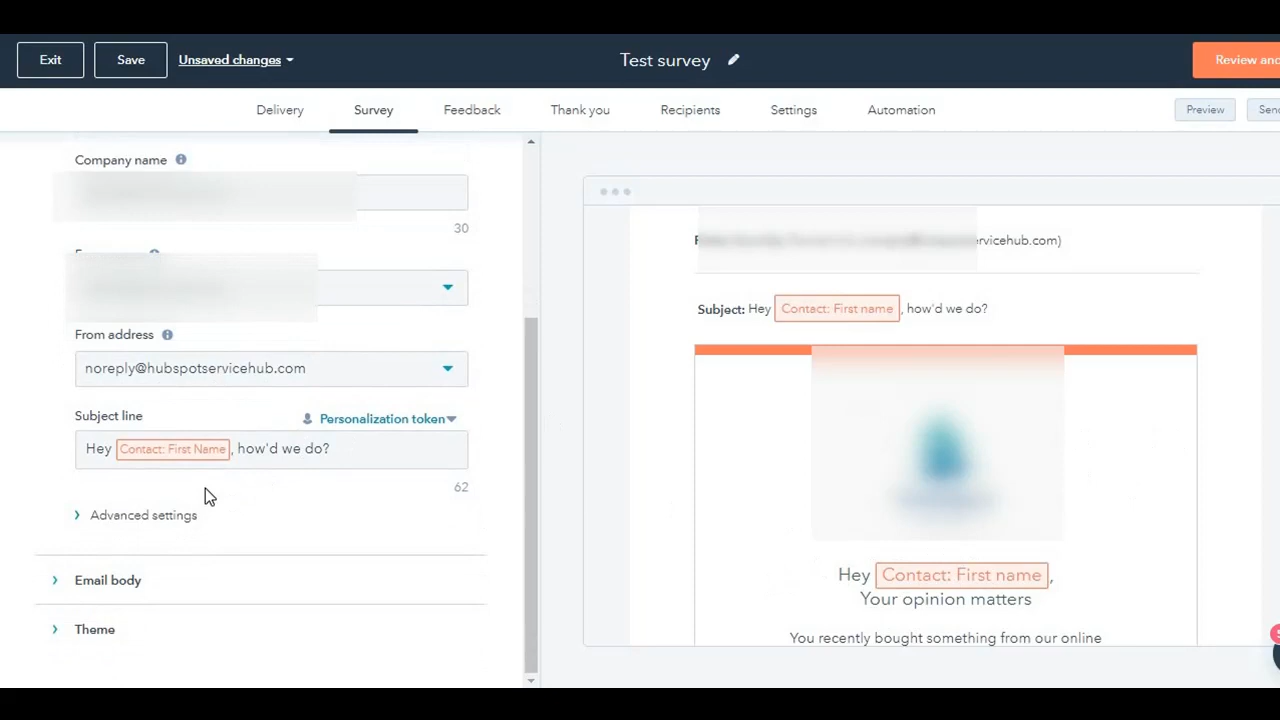 Exit
Save
Unsaved changes
Test survey
Review and
Delivery
Survey
Feedback
Thank you
Recipients
Settings
Automation
Preview
Company name
30
From address
noreply@hubspotservicehub.com
Subject line
Personalization token
Hey Contact: First Name, how'd we do?
62
Advanced settings
Email body
Theme
ervicehub.com)
Subject: Hey Contact: First name, how'd we do?
Hey Contact: First name,
Your opinion matters
You recently bought something from our online